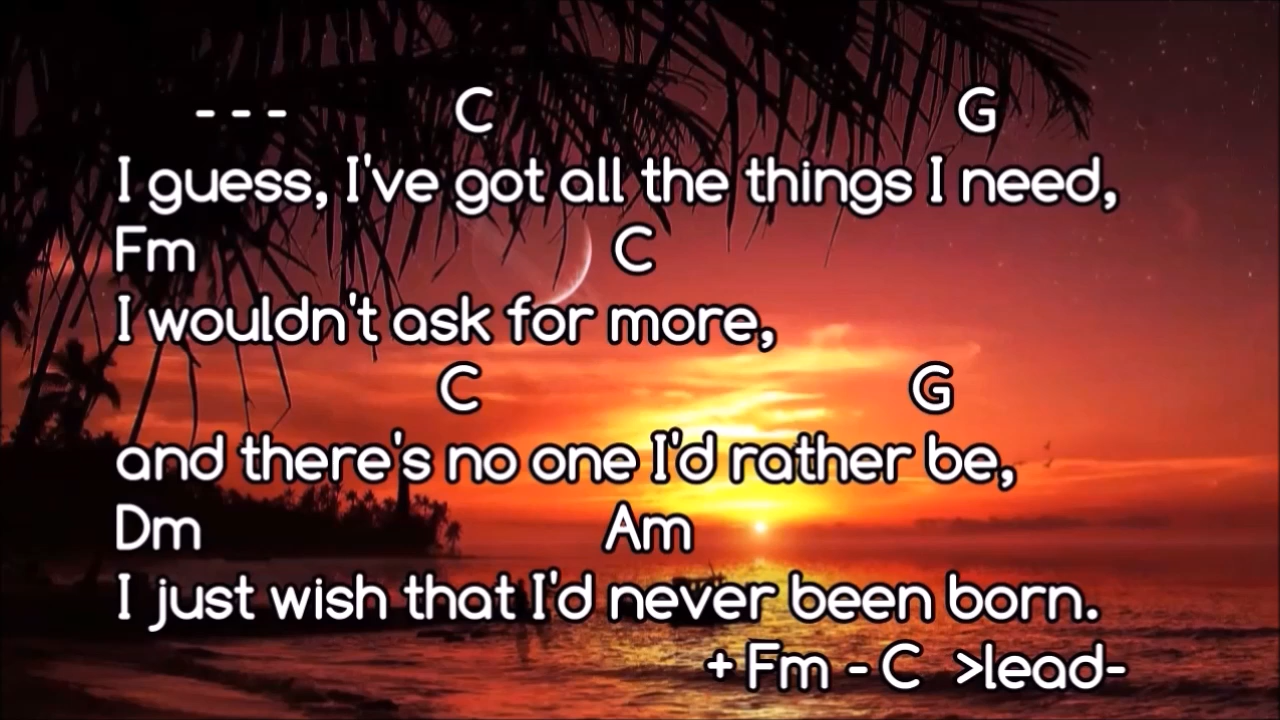 --- C G
I guess, I've got all the things I need,
Fm C
I wouldn't ask for more,
C G
and there's no one I'd rather be,
Dm Am
I just wish that I'd never been born.
+ Fm - C >lead-